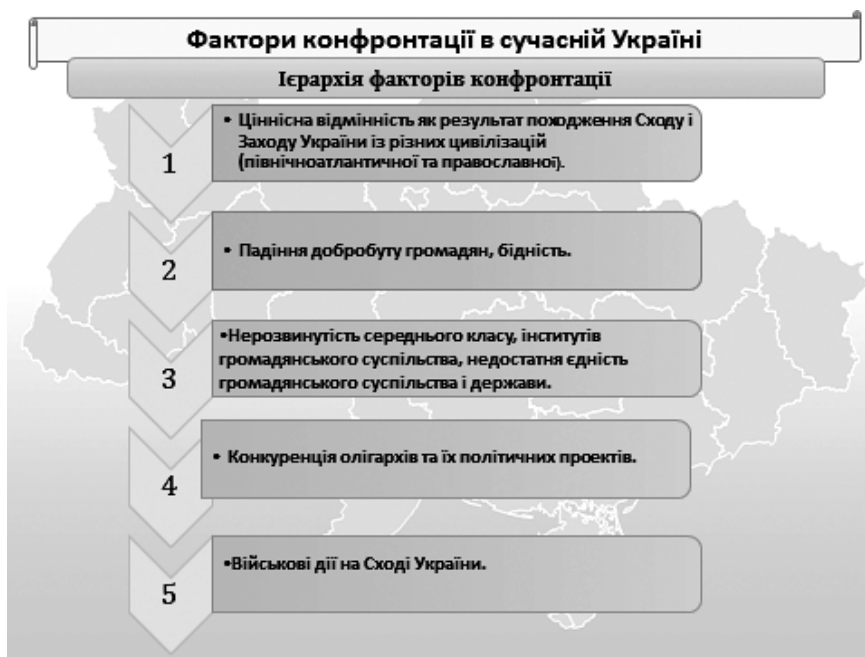 Фактори конфронтації в сучасній Україні
Ієрархія факторів конфронтації
1
• Ціннісна відмінність як результат походження Сходу і
Заходу України із різних цивілізацій
(північноатлантичної та православної).
2
• Падіння добробуту громадян, бідність.
3
•Нерозвинутість середнього класу, інститутів
громадянського суспільства, недостатня єдність
громадянського суспільства і держави.
4
• Конкуренція олігархів та їх політичних проектів.
5
•Військові дії на Сході України.